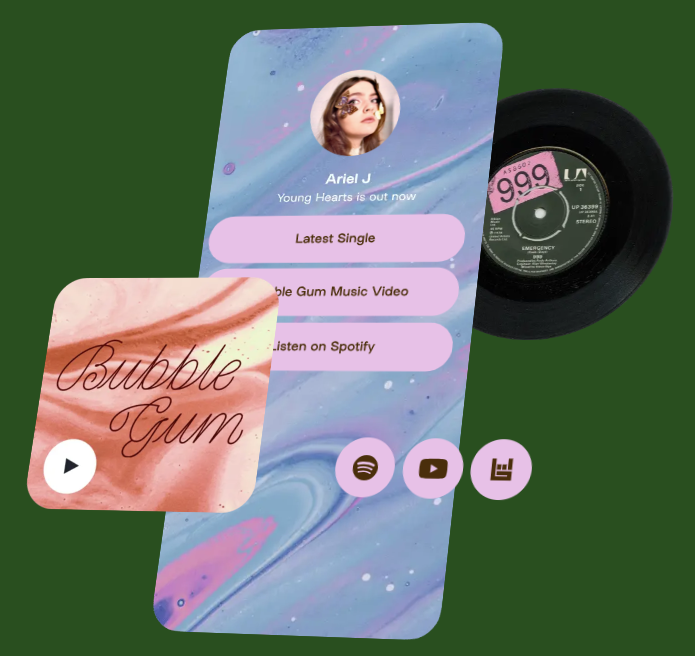 Ariel J
Young Hearts is out now
Latest Single
ble Gum Music Video
Listen on Spotify
Bubble
Gum
999
UP 36399
STEREO
EMERGENCY
999